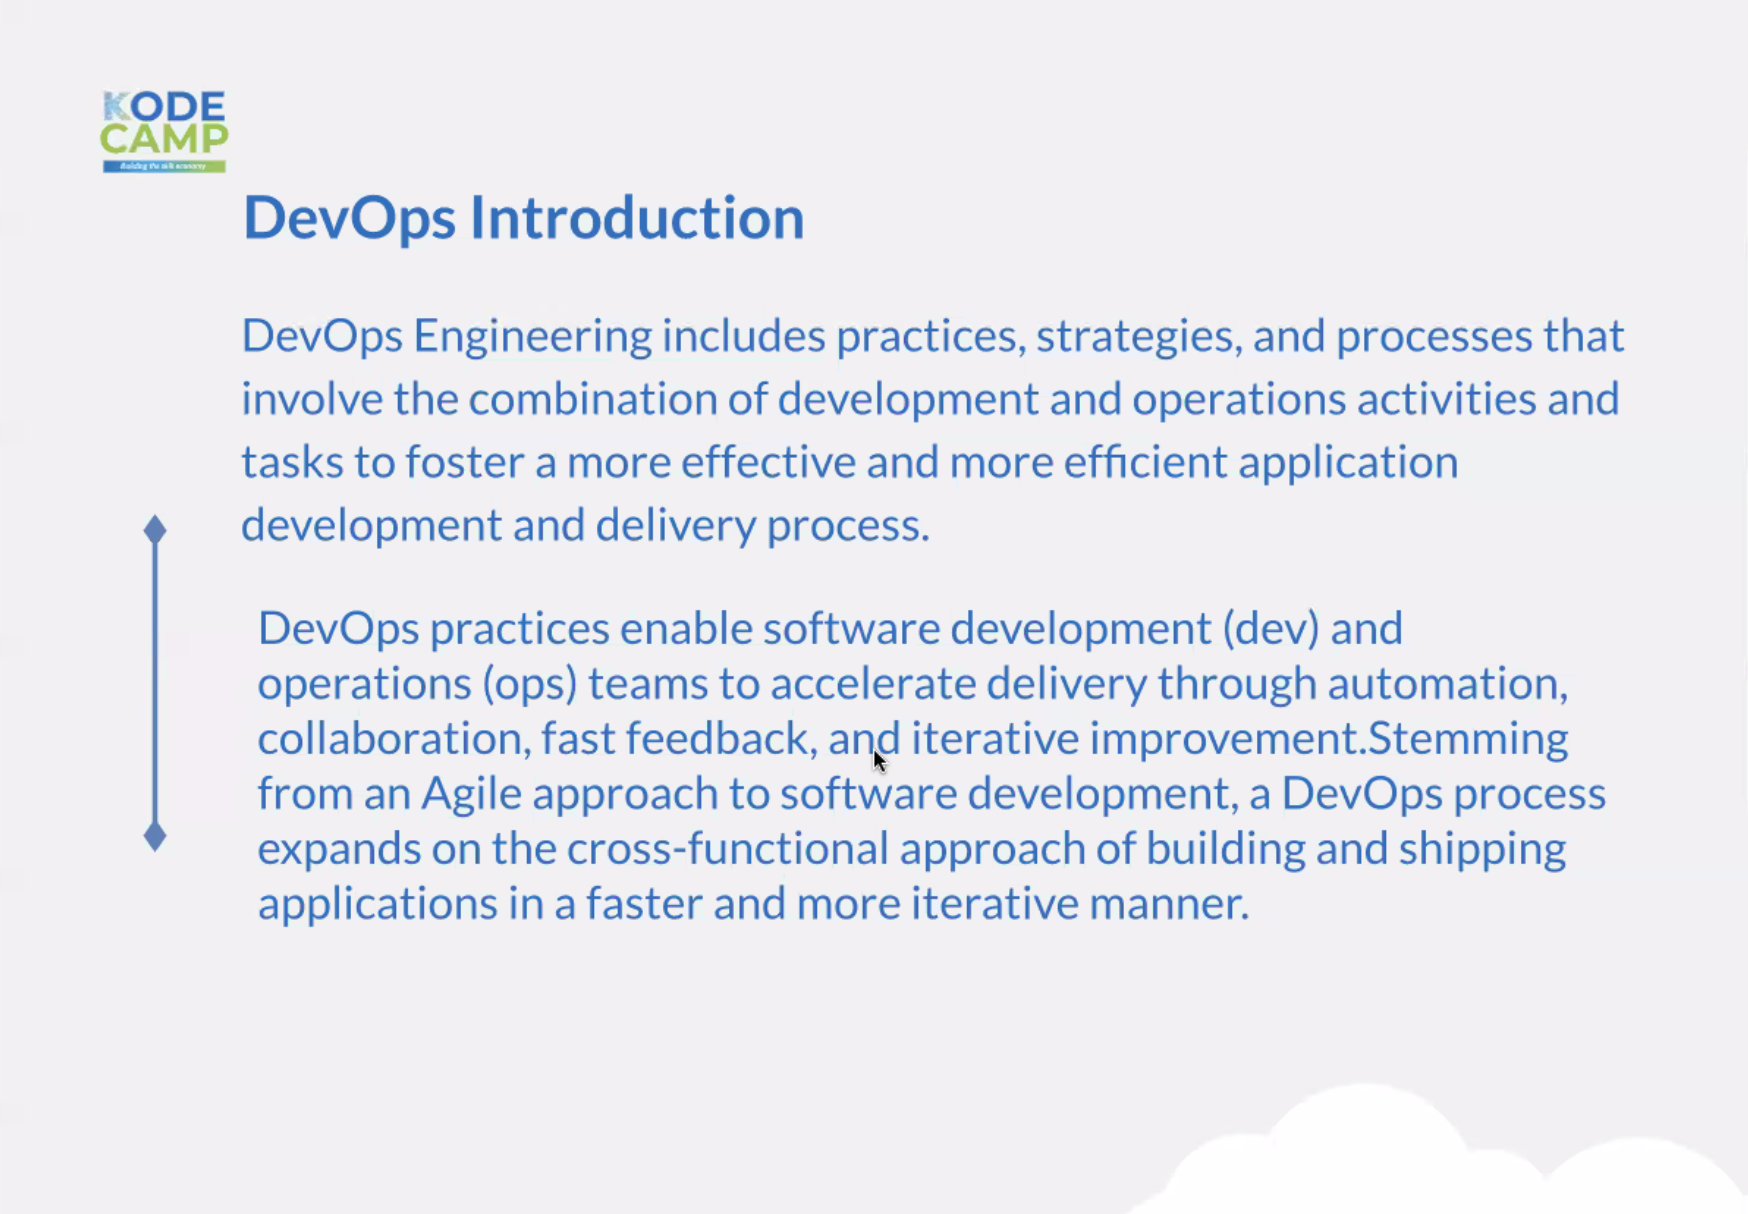 KODE
CAMP
Building the skill economy
DevOps Introduction
DevOps Engineering includes practices, strategies, and processes that
involve the combination of development and operations activities and
tasks to foster a more effective and more efficient application
development and delivery process.
DevOps practices enable software development (dev) and
operations (ops) teams to accelerate delivery through automation,
collaboration, fast feedback, and iterative improvement.Stemming
from an Agile approach to software development, a DevOps process
expands on the cross-functional approach of building and shipping
applications in a faster and more iterative manner.